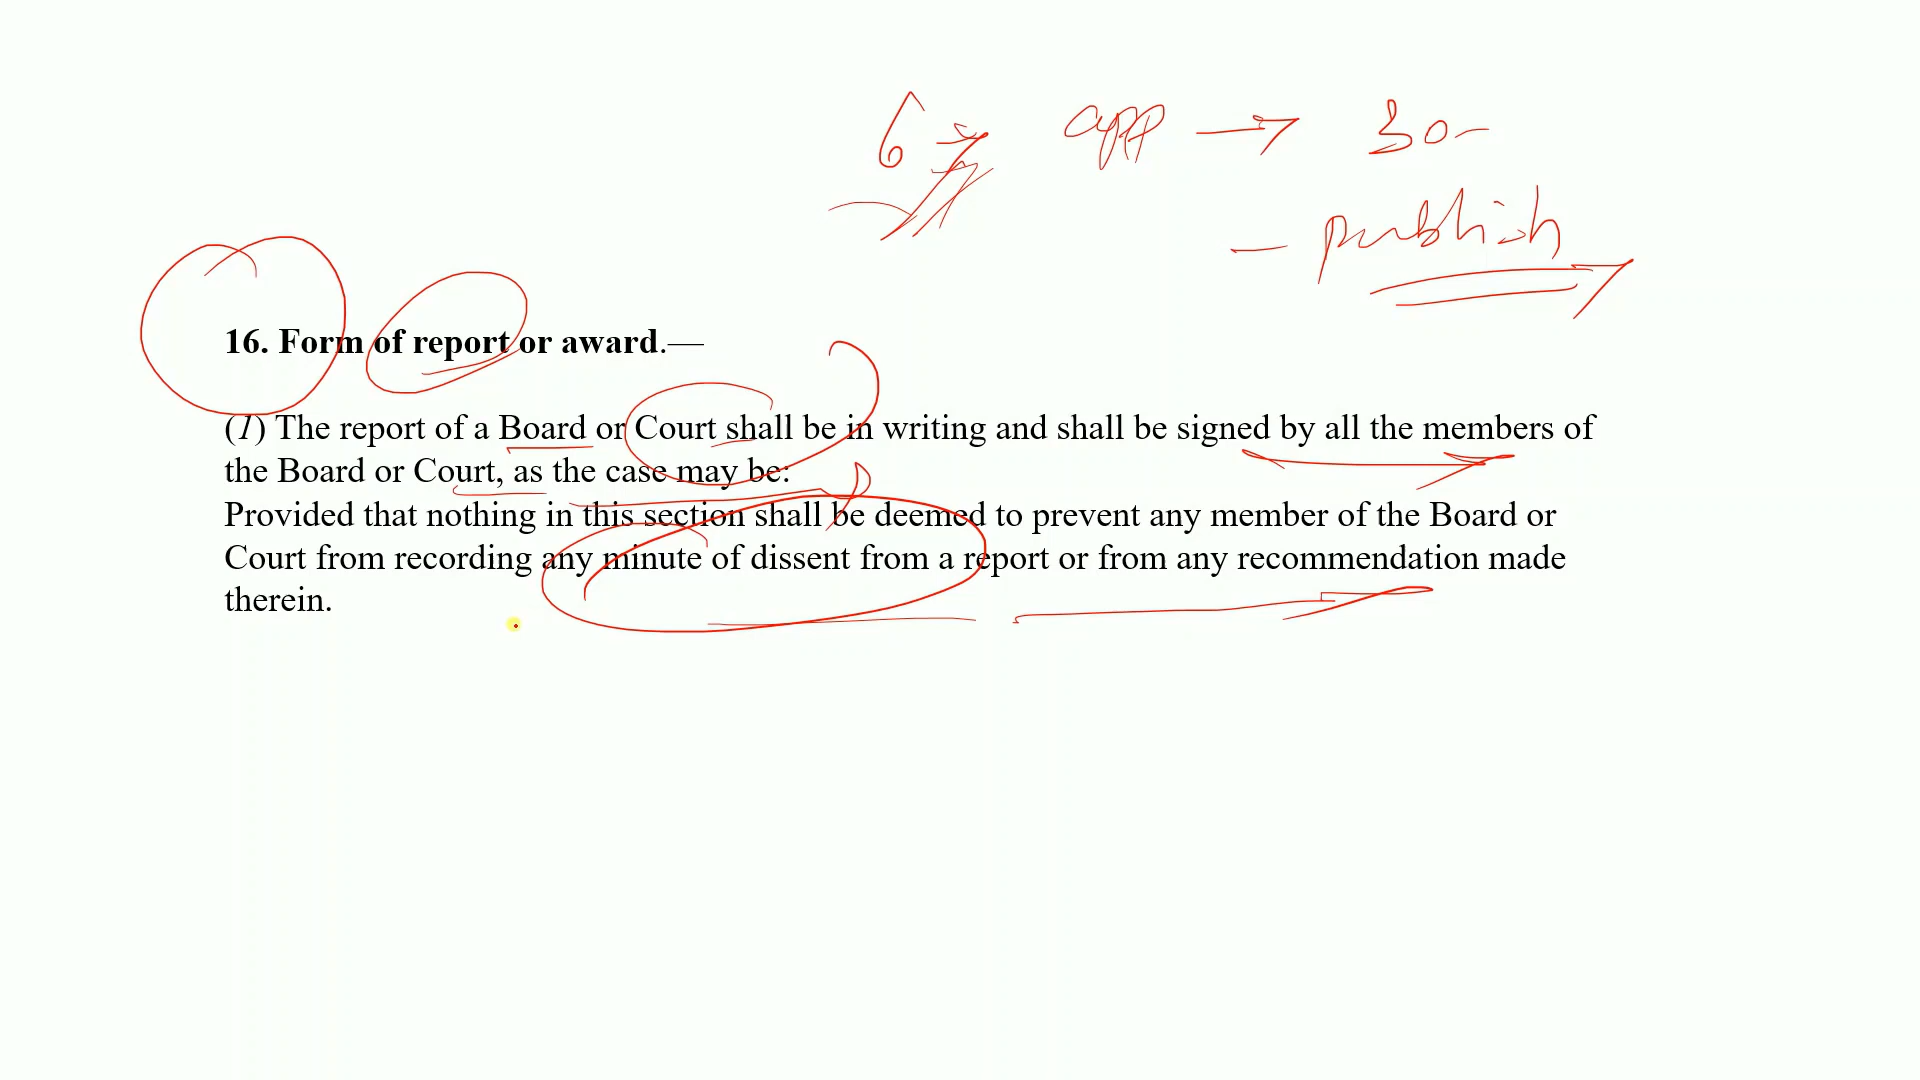 6 app → 30-
- publish
16. Form of report or award.—
(1) The report of a Board or Court shall be in writing and shall be signed by all the members of
the Board or Court, as the case may be:
Provided that nothing in this section shall be deemed to prevent any member of the Board or
Court from recording any minute of dissent from a report or from any recommendation made
therein.